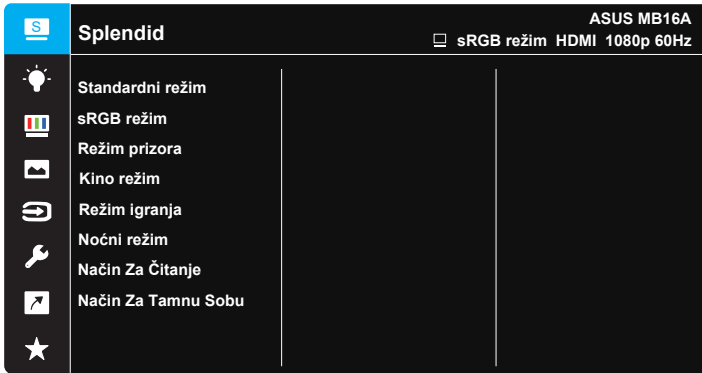 S
Splendid
ASUS MB16A
sRGB režim HDMI 1080p 60Hz
Standardni režim
sRGB režim
Režim prizora
Kino režim
Režim igranja
Noćni režim
Način Za Čitanje
Način Za Tamnu Sobu